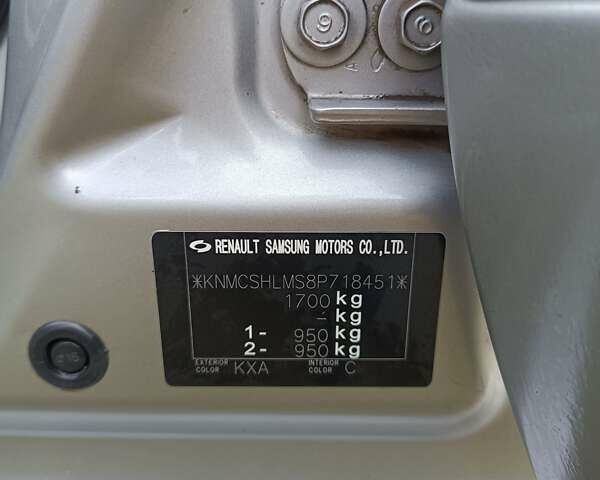 9
A
RENAULT SAMSUNG MOTORS CO.,LTD.
*KNMCSHLMS8P718451*
1700 kg
- kg
1- 950 kg
2- 950 kg
EXTERIOR COLOR KXA INTERIOR COLOR C